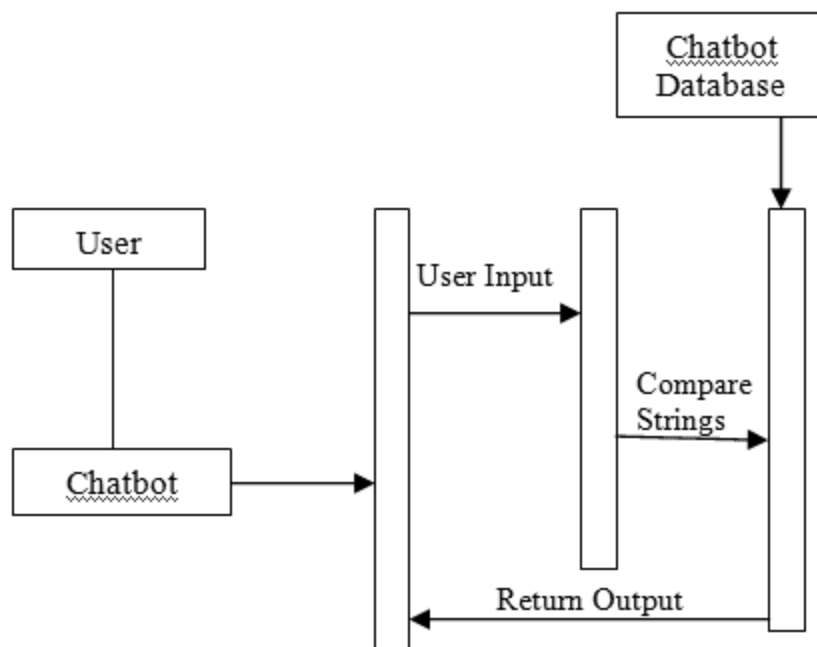 Chatbot
Database
User
User Input
Compare
Strings
Chatbot
Return Output